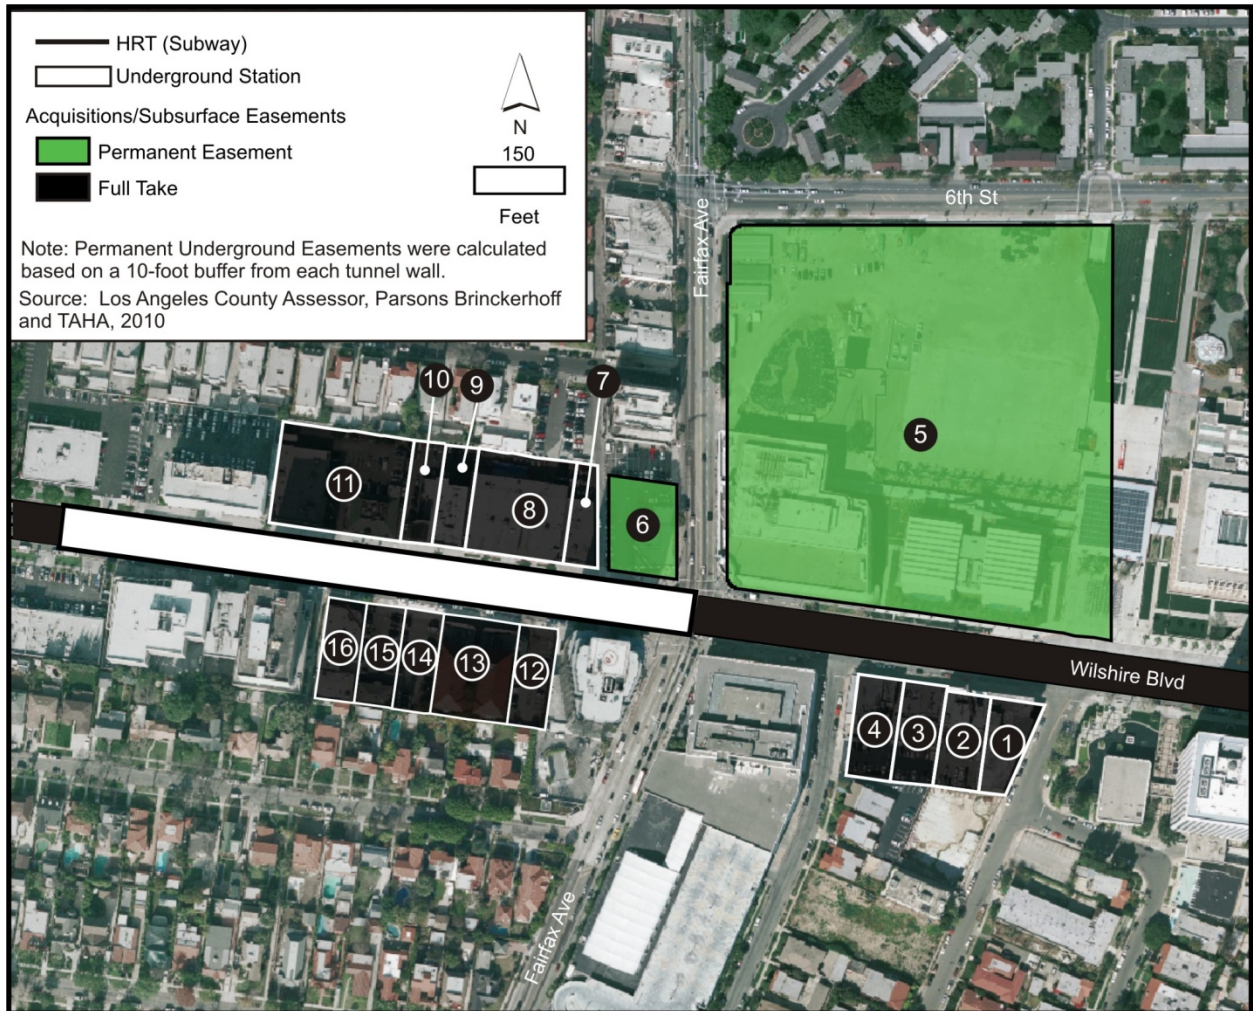 HRT (Subway)
Underground Station
Acquisitions/Subsurface Easements
Permanent Easement
Full Take
N
150
Feet
Note: Permanent Underground Easements were calculated
based on a 10-foot buffer from each tunnel wall.
Source: Los Angeles County Assessor, Parsons Brinckerhoff
and TAHA, 2010
6th St
Fairfax Ave
10
9
7
5
11
8
6
16
15
14
13
12
Wilshire Blvd
4
3
2
1
Fairfax Ave